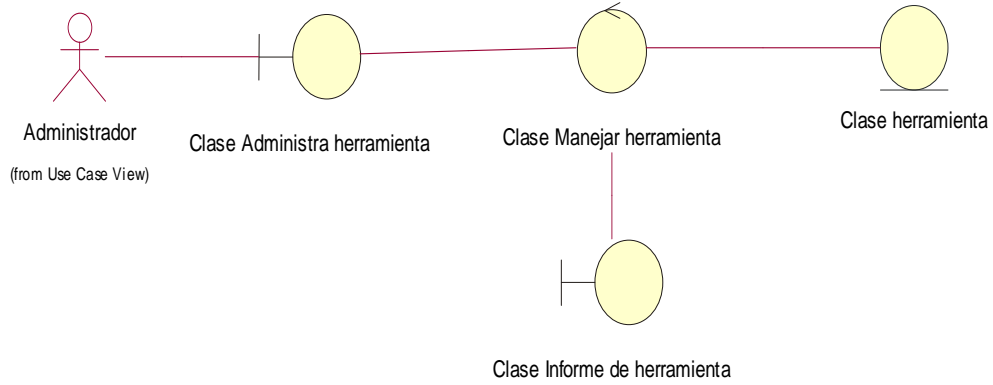 Administrador
(from Use Case View)
Clase Administra herramienta
Clase Manejar herramienta
Clase herramienta
Clase Informe de herramienta